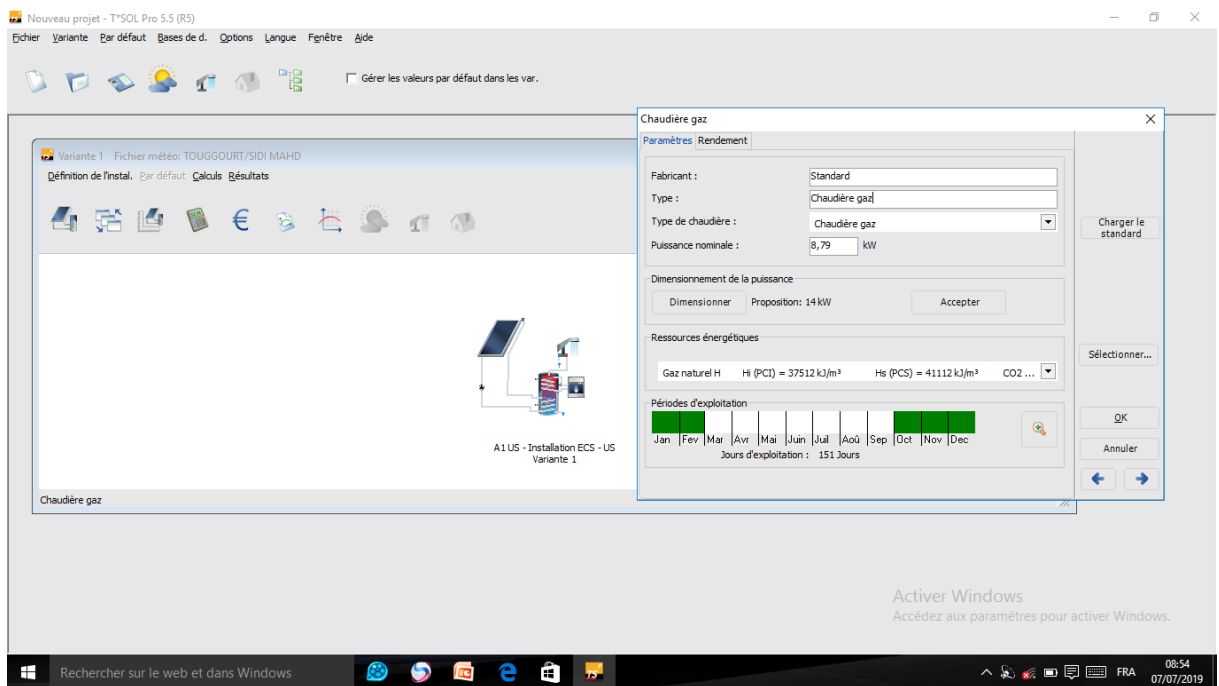 Nouveau projet - T*SOL Pro 5.5 (R5)
Fichier Variante Par défaut Bases de d. Options Langue Fenêtre Aide
Gérer les valeurs par défaut dans les var.
Chaudière gaz
Paramètres Rendement
Variante 1 Fichier météo: TOUGGOURT/SIDI MAHD
Définition de l'instal. Par défaut Calculs Résultats
Fabricant : Standard
Type : Chaudière gaz
Type de chaudière : Chaudière gaz
Puissance nominale : 8,79 kW
Charger le
standard
Dimensionnement de la puissance
Dimensionner Proposition: 14 kW Accepter
Ressources énergétiques
Gaz naturel H Hi (PCI) = 37512 kJ/m³ Hs (PCS) = 41112 kJ/m³ CO2 ...
Sélectionner...
Périodes d'exploitation
Jan Fev Mar Avr Mai Juin Juil Aoû Sep Oct Nov Dec
Jours d'exploitation : 151 Jours
OK
Annuler
A1 US - Installation ECS - US
Variante 1
Chaudière gaz
Activer Windows
Accédez aux paramètres pour activer Windows.
Rechercher sur le web et dans Windows
FRA
08:54
07/07/2019